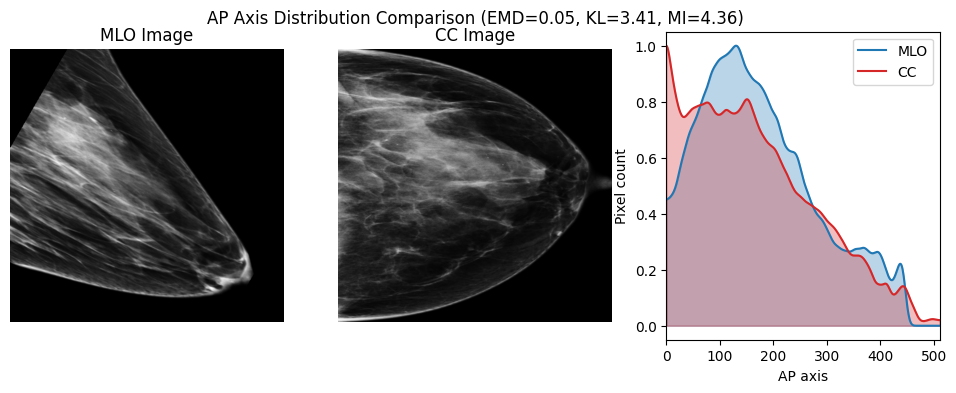 AP Axis Distribution Comparison (EMD=0.05, KL=3.41, MI=4.36)
MLO Image
CC Image
MLO
CC
Pixel count
1.0
0.8
0.6
0.4
0.2
0.0
0 100 200 300 400 500
AP axis